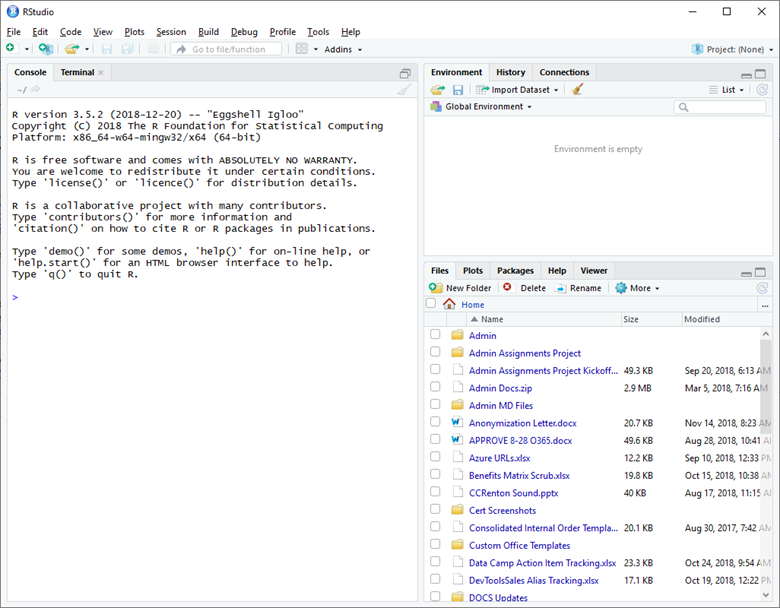 RStudio
File Edit Code View Plots Session Build Debug Profile Tools Help
Go to file/function Addins Project: (None)
Console Terminal
~/
R version 3.5.2 (2018-12-20) -- "Eggshell Igloo"
Copyright (C) 2018 The R Foundation for Statistical Computing
Platform: x86_64-w64-mingw32/x64 (64-bit)
R is free software and comes with ABSOLUTELY NO WARRANTY.
You are welcome to redistribute it under certain conditions.
Type 'license()' or 'licence()' for distribution details.
R is a collaborative project with many contributors.
Type 'contributors()' for more information and
'citation()' on how to cite R or R packages in publications.
Type 'demo()' for some demos, 'help()' for on-line help, or
'help.start()' for an HTML browser interface to help.
Type 'q()' to quit R.
>
Environment History Connections
Import Dataset List
Global Environment
Environment is empty
Files Plots Packages Help Viewer
New Folder Delete Rename More
Home ...
Name Size Modified
Admin
Admin Assignments Project
Admin Assignments Project Kickoff... 49.3 KB Sep 20, 2018, 6:13 AM
Admin Docs.zip 2.9 MB Mar 5, 2018, 7:16 AM
Admin MD Files
Anonymization Letter.docx 20.7 KB Nov 14, 2018, 8:23 AM
APPROVE 8-28 O365.docx 49.6 KB Aug 28, 2018, 10:41 A
Azure URLs.xlsx 12.2 KB Sep 10, 2018, 12:33 P
Benefits Matrix Scrub.xlsx 19.8 KB Oct 15, 2018, 10:38 A
CCRenton Sound.pptx 40 KB Aug 17, 2018, 11:15 A
Cert Screenshots
Consolidated Internal Order Templa... 20.1 KB Aug 30, 2017, 7:42 AM
Custom Office Templates
Data Camp Action Item Tracking.xlsx 23.3 KB Oct 24, 2018, 9:54 AM
DevToolsSales Alias Tracking.xlsx 17.1 KB Oct 19, 2018, 12:22 P
DOCS Updates